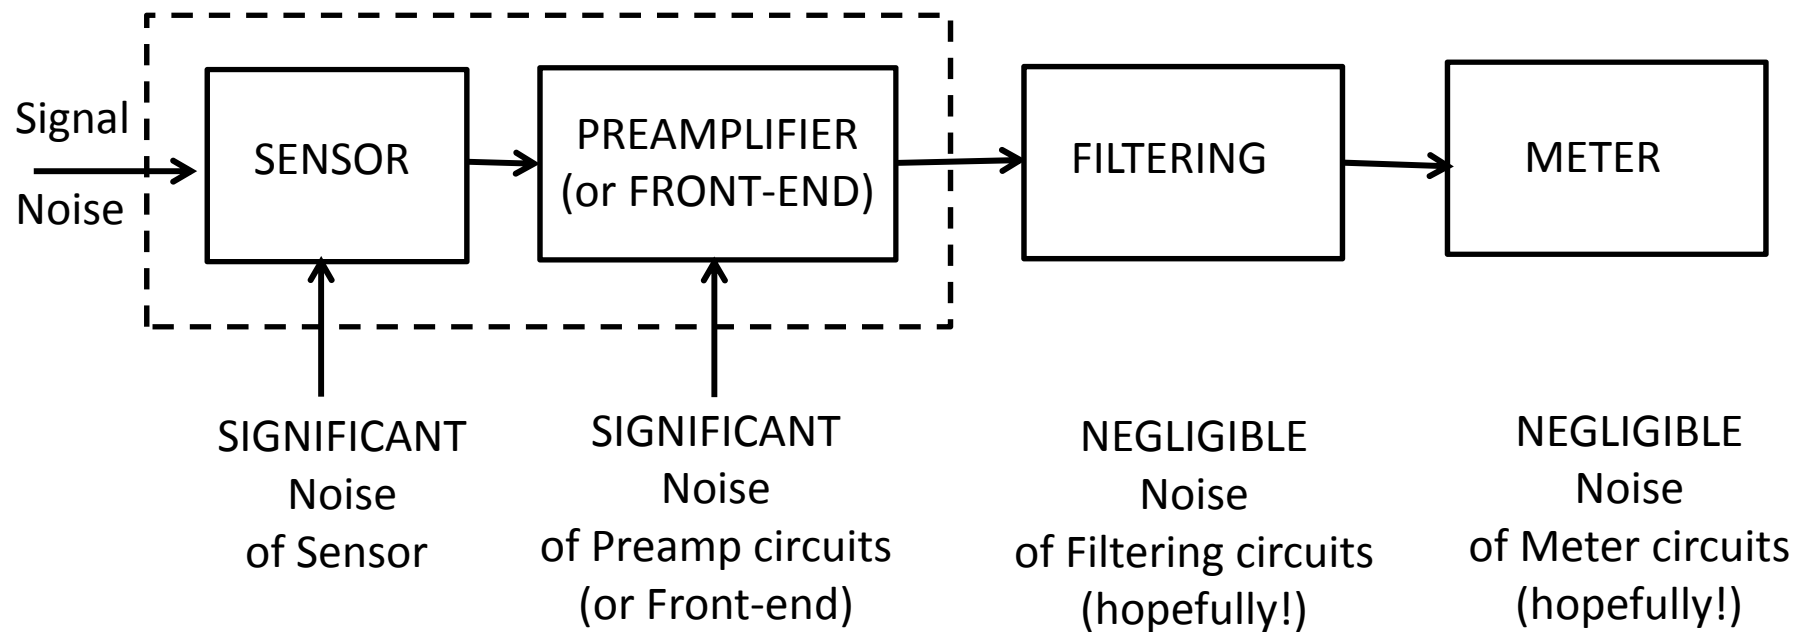 Signal
Noise
SENSOR
PREAMPLIFIER
(or FRONT-END)
FILTERING
METER
SIGNIFICANT
Noise
of Sensor
SIGNIFICANT
Noise
of Preamp circuits
(or Front-end)
NEGLIGIBLE
Noise
of Filtering circuits
(hopefully!)
NEGLIGIBLE
Noise
of Meter circuits
(hopefully!)